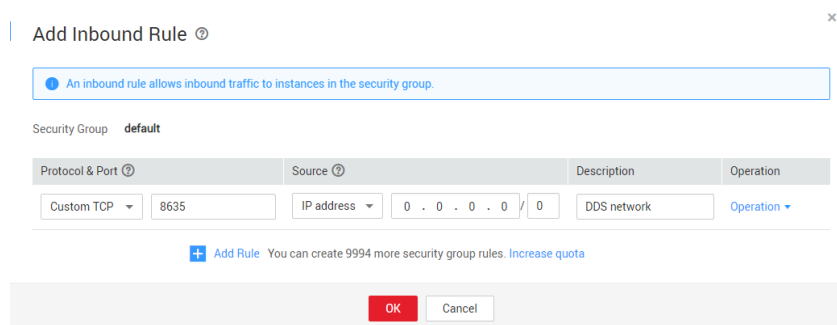 Add Inbound Rule
An inbound rule allows inbound traffic to instances in the security group.
Security Group default
Protocol & Port Source Description Operation
Custom TCP 8635 IP address 0 . 0 . 0 . 0 / 0 DDS network Operation
Add Rule You can create 9994 more security group rules. Increase quota
OK Cancel